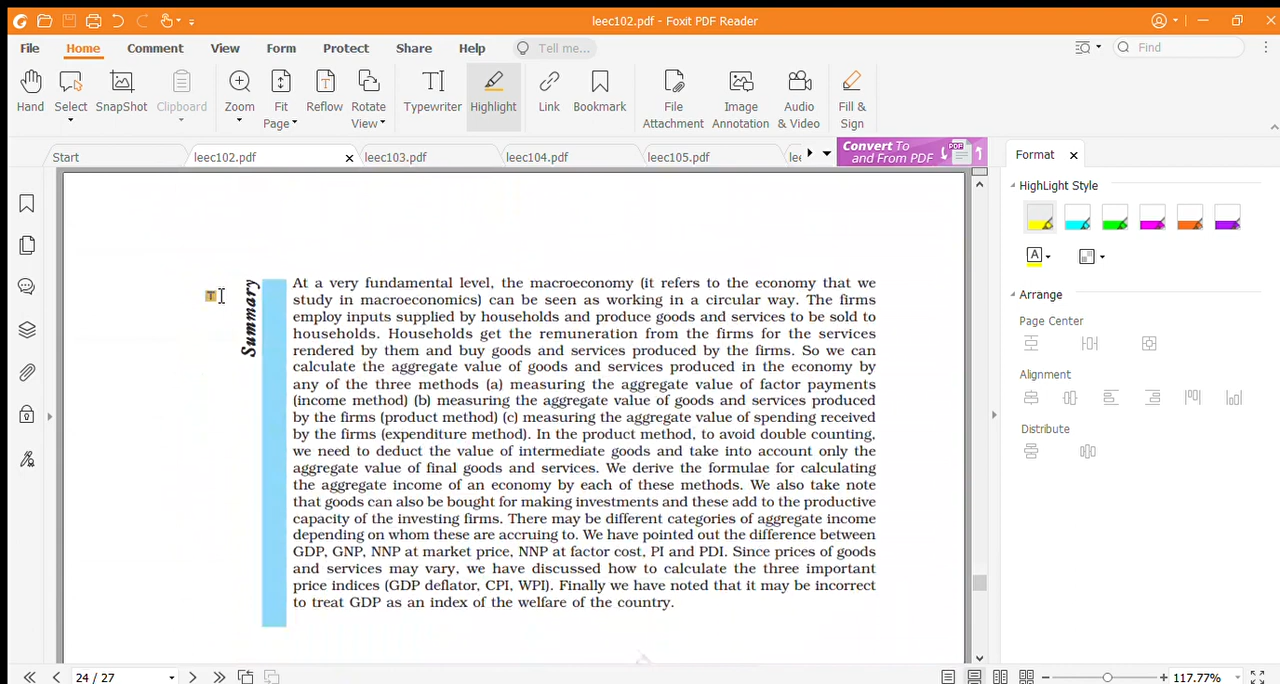 leec102.pdf - Foxit PDF Reader
File Home Comment View Form Protect Share Help Tell me... Find
Hand Select SnapShot Clipboard Zoom Fit Page Reflow Rotate View Typewriter Highlight Link Bookmark File Attachment Image Annotation Audio & Video Fill & Sign
Start leec102.pdf leec103.pdf leec104.pdf leec105.pdf lee Convert To and From PDF PDF
Format
HighLight Style
A
Arrange
Page Center
Alignment
Distribute
T
Summary
At a very fundamental level, the macroeconomy (it refers to the economy that we
study in macroeconomics) can be seen as working in a circular way. The firms
employ inputs supplied by households and produce goods and services to be sold to
households. Households get the remuneration from the firms for the services
rendered by them and buy goods and services produced by the firms. So we can
calculate the aggregate value of goods and services produced in the economy by
any of the three methods (a) measuring the aggregate value of factor payments
(income method) (b) measuring the aggregate value of goods and services produced
by the firms (product method) (c) measuring the aggregate value of spending received
by the firms (expenditure method). In the product method, to avoid double counting,
we need to deduct the value of intermediate goods and take into account only the
aggregate value of final goods and services. We derive the formulae for calculating
the aggregate income of an economy by each of these methods. We also take note
that goods can also be bought for making investments and these add to the productive
capacity of the investing firms. There may be different categories of aggregate income
depending on whom these are accruing to. We have pointed out the difference between
GDP, GNP, NNP at market price, NNP at factor cost, PI and PDI. Since prices of goods
and services may vary, we have discussed how to calculate the three important
price indices (GDP deflator, CPI, WPI). Finally we have noted that it may be incorrect
to treat GDP as an index of the welfare of the country.
24 / 27 117.77%